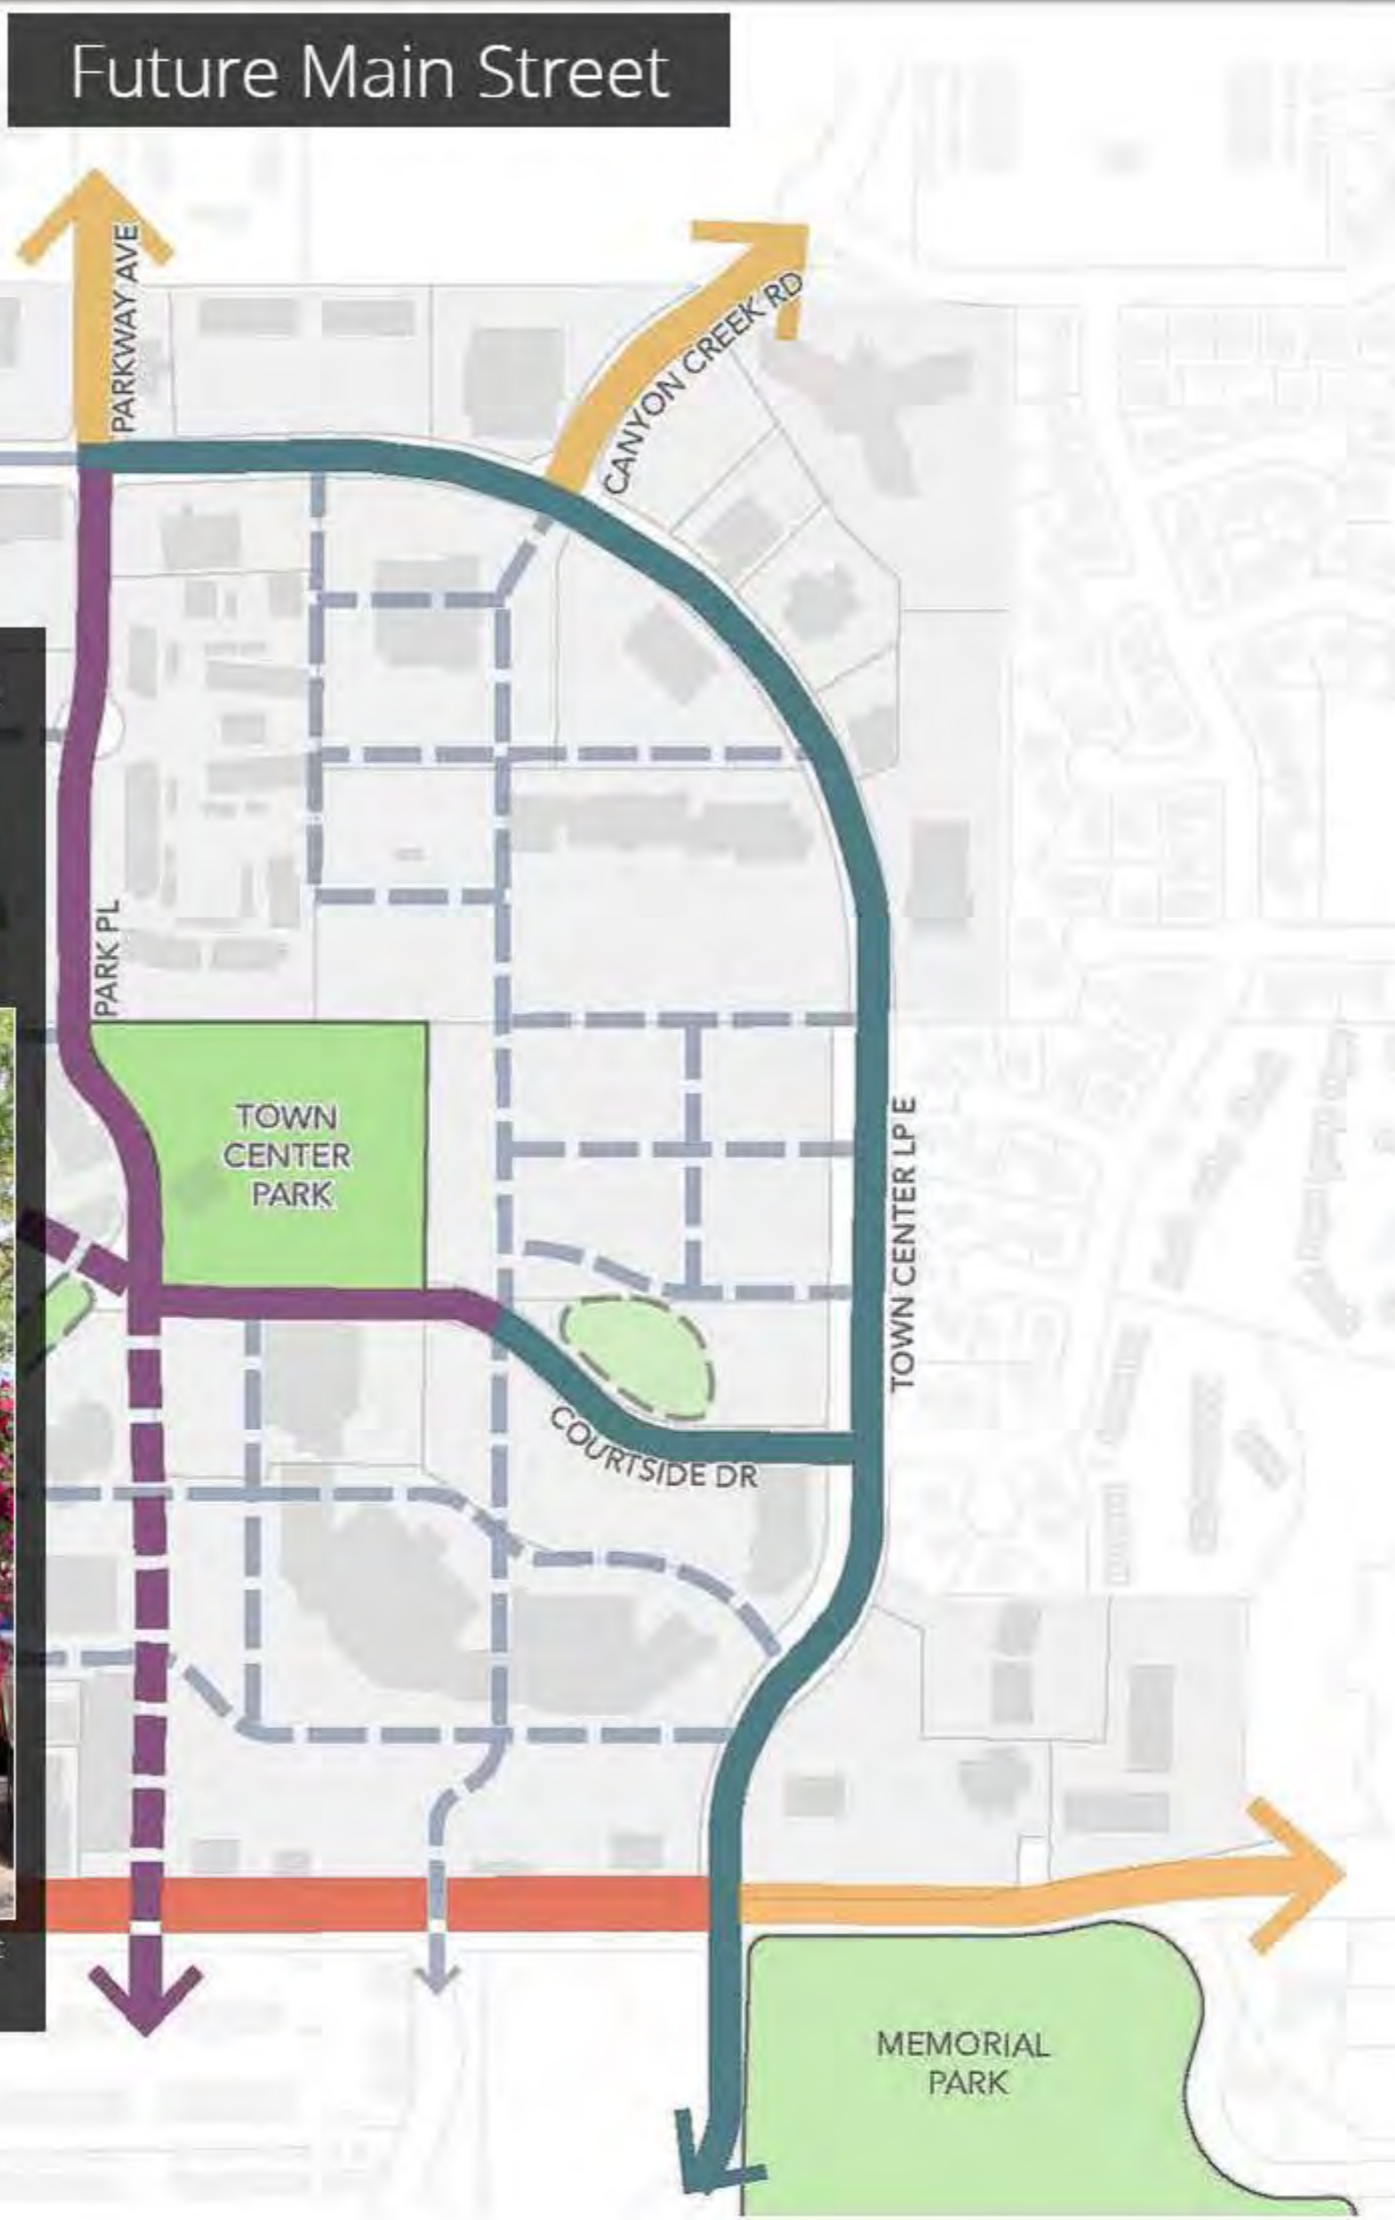 Future Main Street
PARKWAY AVE
CANYON CREEK RD
PARK PL
TOWN
CENTER
PARK
TOWN CENTER LP E
COURTSIDE DR
MEMORIAL
PARK